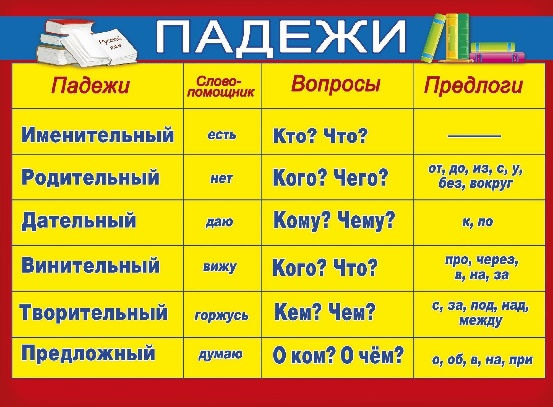 Русский язык
ПАДЕЖИ
Падежи Слово-помощник Вопросы Предлоги
Именительный есть Кто? Что? ———
Родительный нет Кого? Чего? от, до, из, с, у, без, вокруг
Дательный даю Кому? Чему? к, по
Винительный вижу Кого? Что? про, через, в, на, за
Творительный горжусь Кем? Чем? с, за, под, над, между
Предложный думаю О ком? О чём? о, об, в, на, при